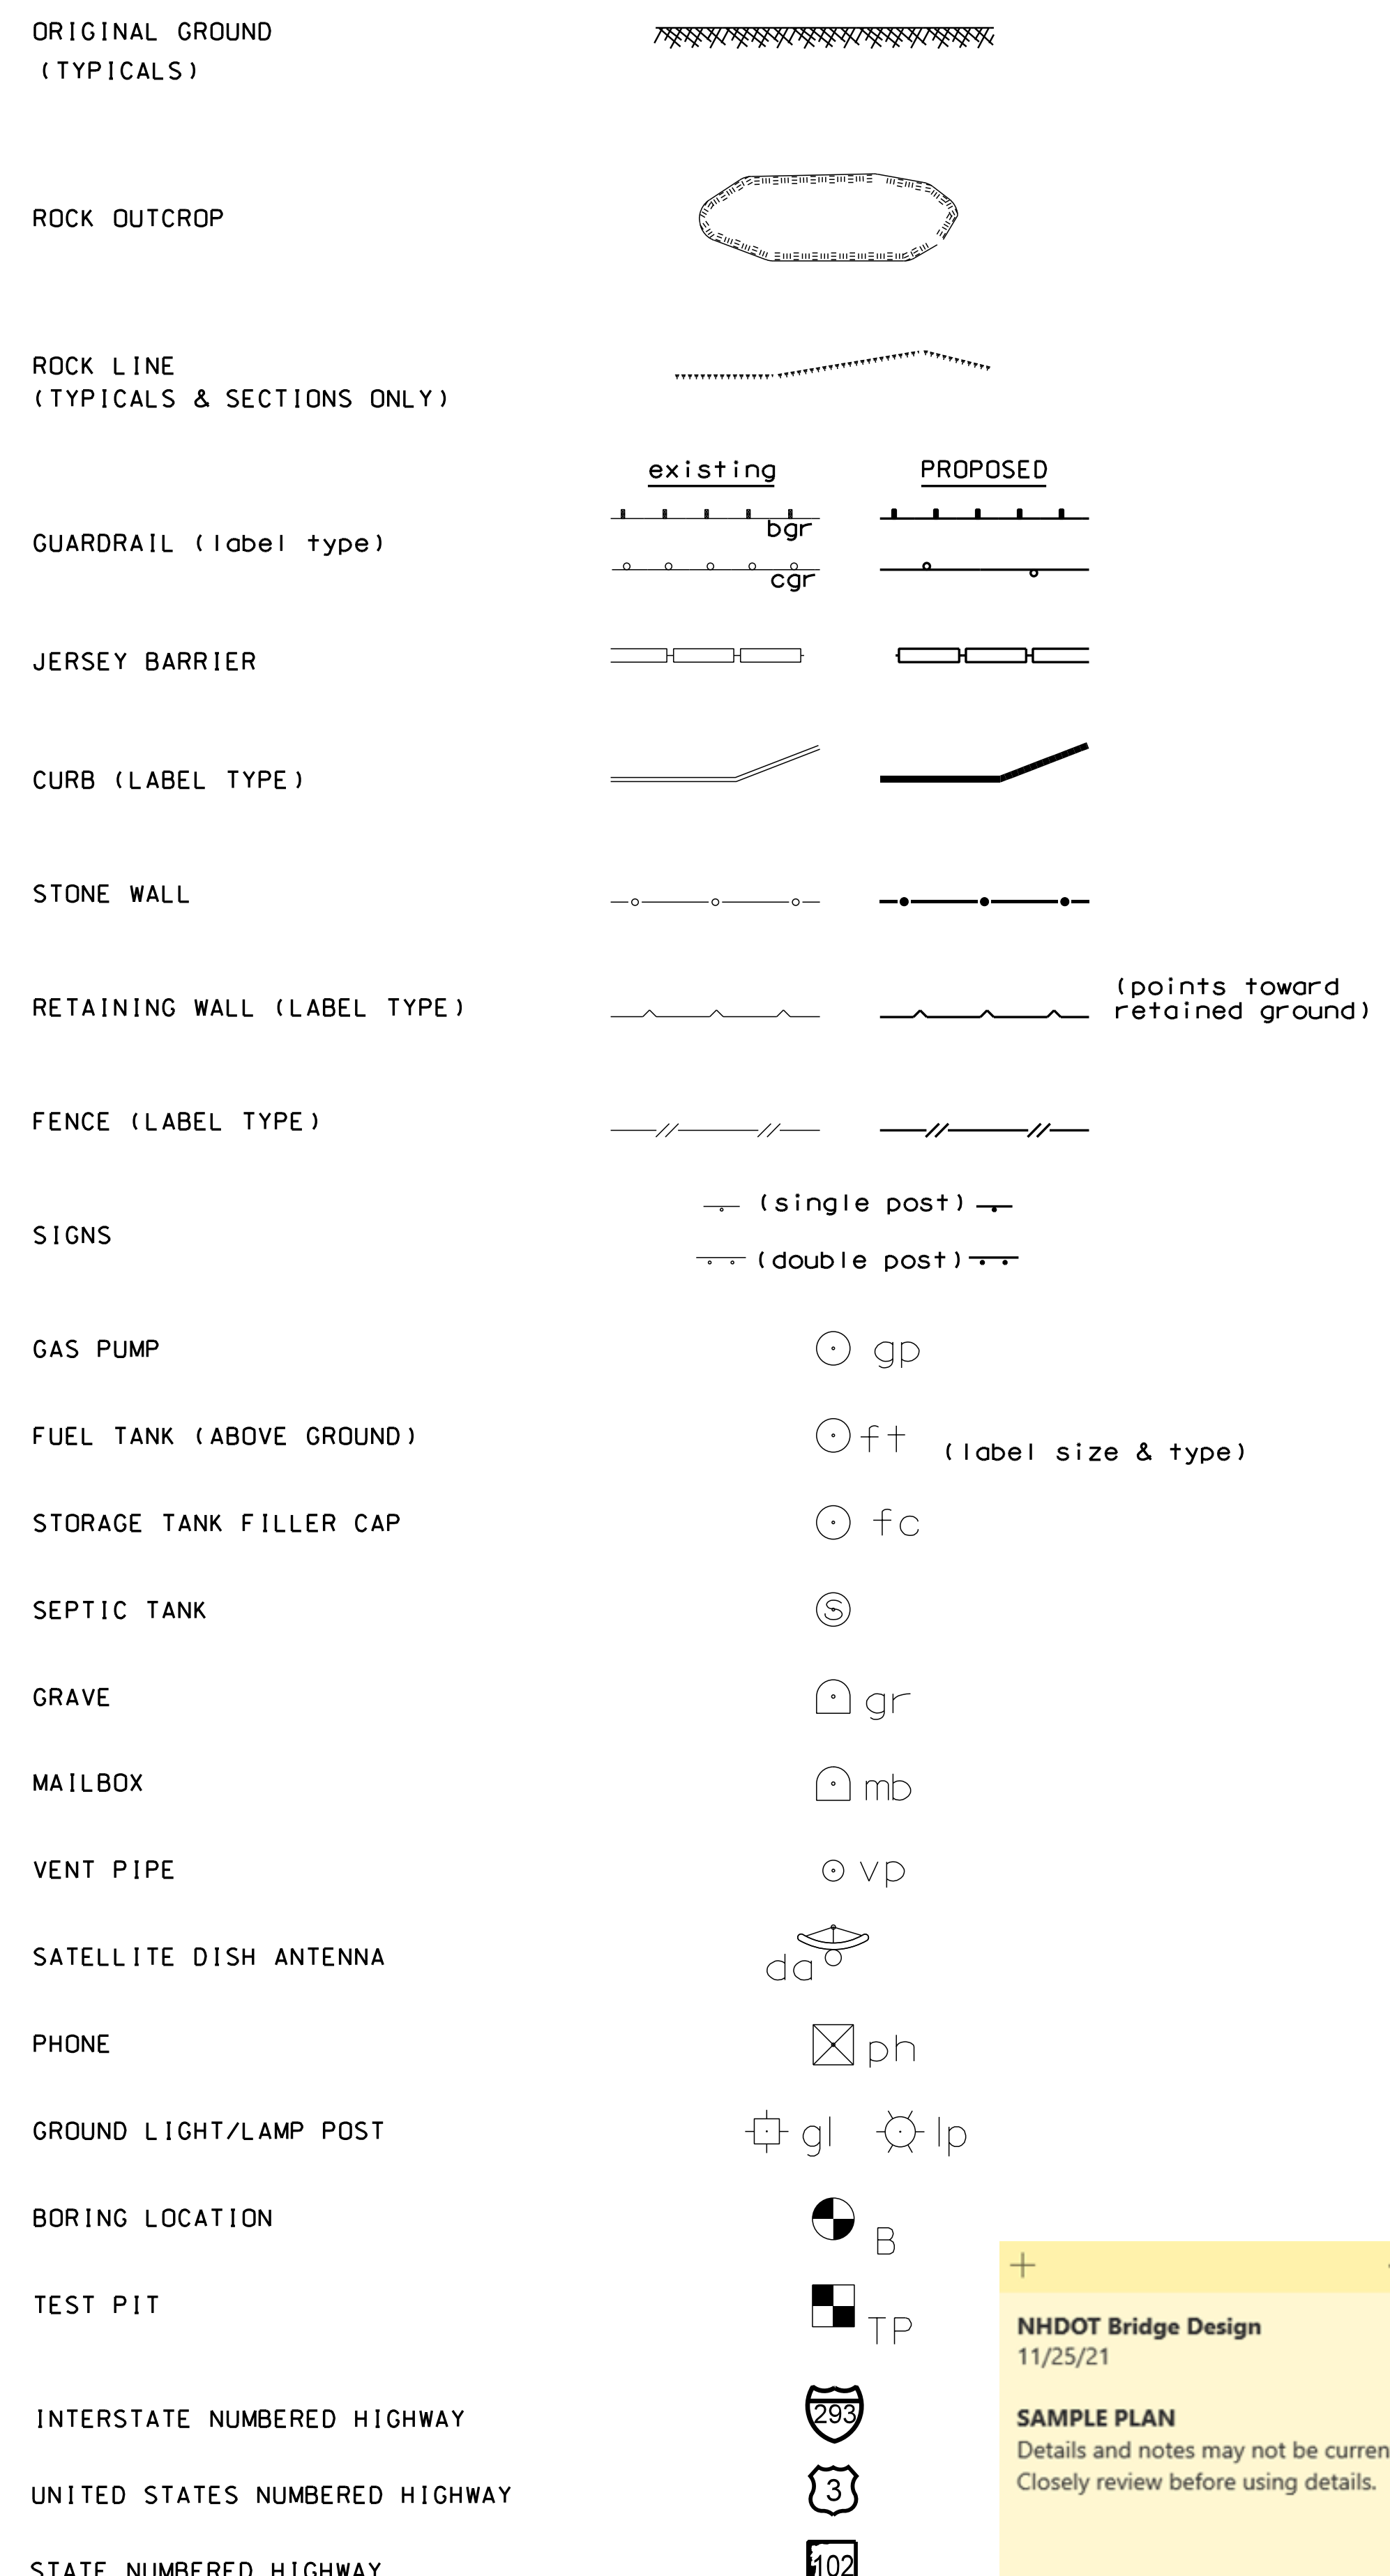 ORIGINAL GROUND
(TYPICALS)
ROCK OUTCROP
ROCK LINE
(TYPICALS & SECTIONS ONLY)
existing PROPOSED
bgr
GUARDRAIL (label type)
cgr
JERSEY BARRIER
CURB (LABEL TYPE)
STONE WALL
(points toward
RETAINING WALL (LABEL TYPE) retained ground)
FENCE (LABEL TYPE)
(single post)
SIGNS
(double post)
GAS PUMP gp
FUEL TANK (ABOVE GROUND) ft (label size & type)
STORAGE TANK FILLER CAP fc
SEPTIC TANK S
GRAVE gr
MAILBOX mb
VENT PIPE vp
SATELLITE DISH ANTENNA da
PHONE ph
GROUND LIGHT/LAMP POST gl lp
BORING LOCATION B
TEST PIT TP
INTERSTATE NUMBERED HIGHWAY 293
UNITED STATES NUMBERED HIGHWAY 3
STATE NUMBERED HIGHWAY 102
NHDOT Bridge Design
11/25/21
SAMPLE PLAN
Details and notes may not be curren
Closely review before using details.